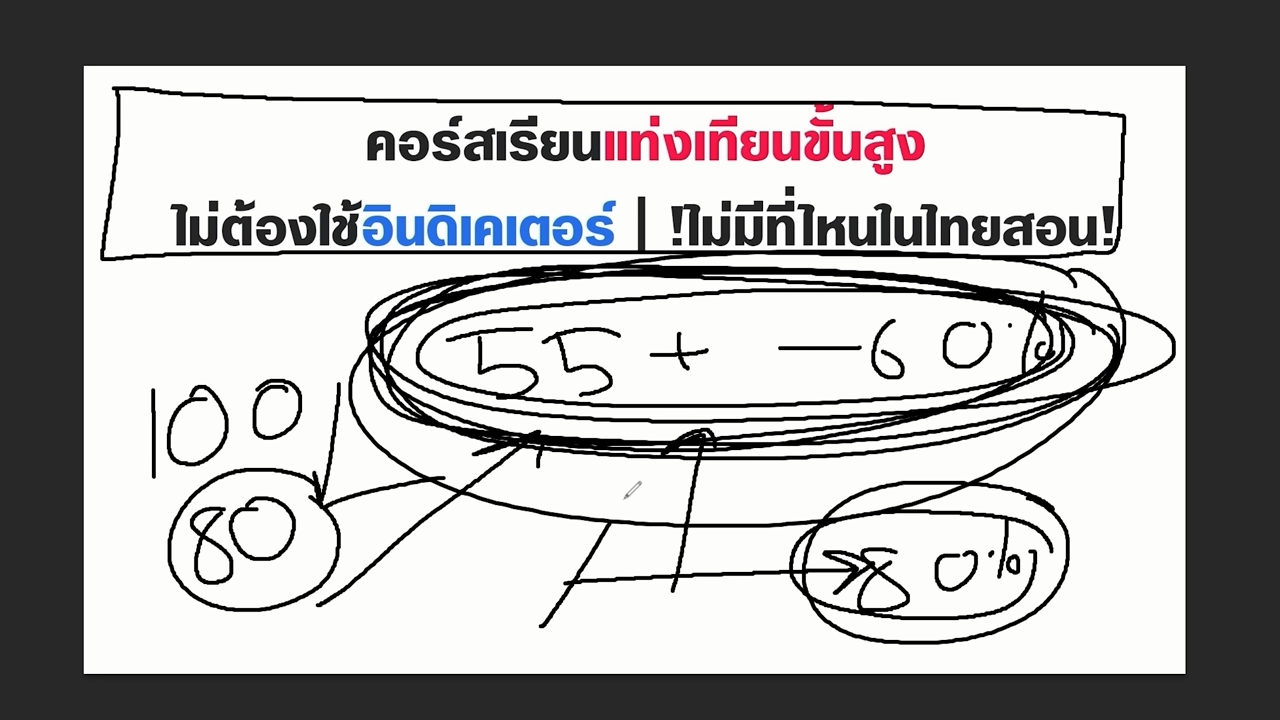 คอร์สเรียนแท่งเทียนขั้นสูง
ไม่ต้องใช้อินดิเคเตอร์ | !ไม่มีที่ไหนในไทยสอน!
55 + — 60%
100
80
80%